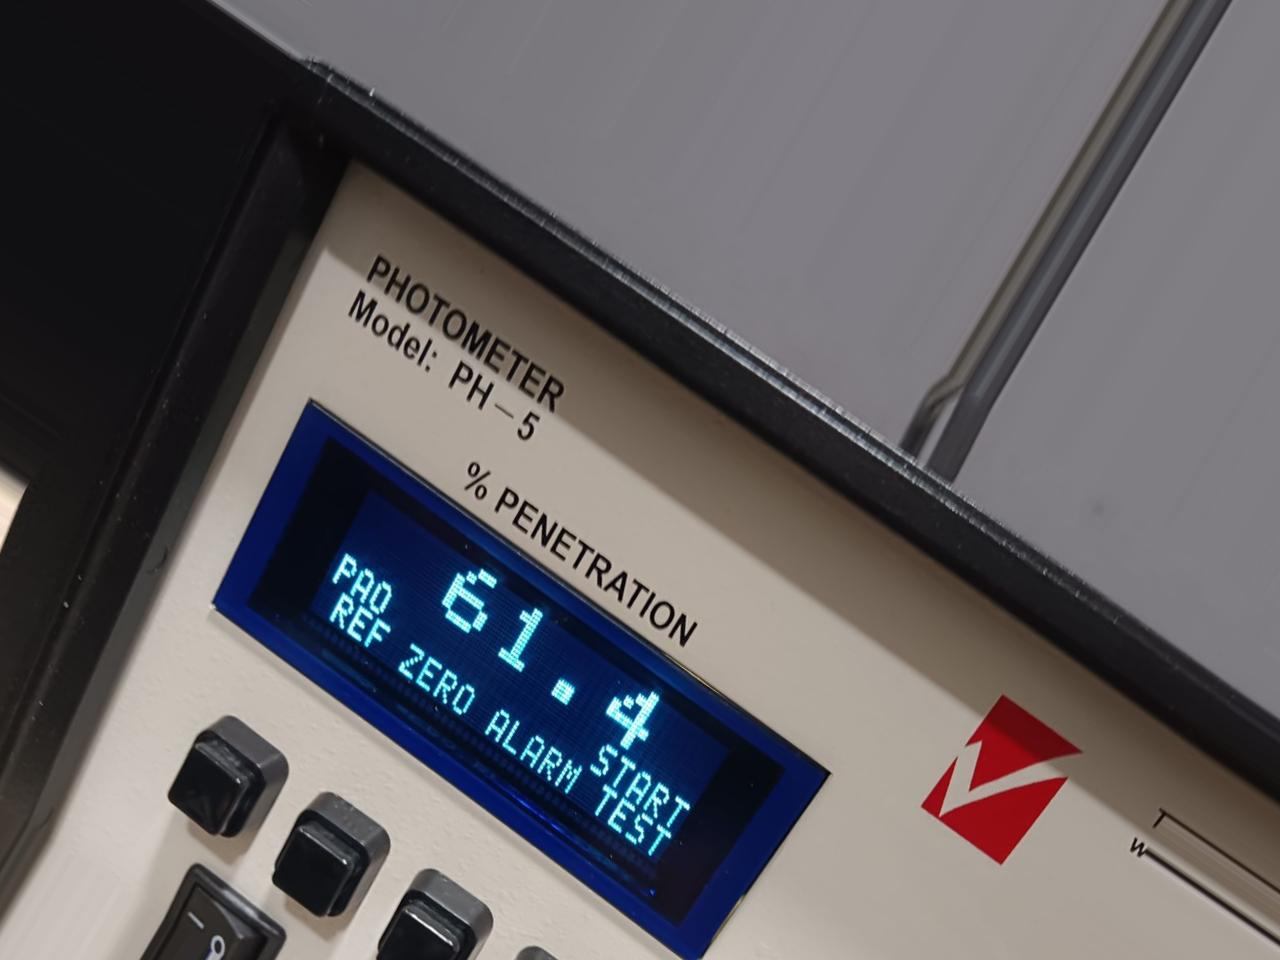 PHOTOMETER
Model: PH-5
% PENETRATION
PAO 61.4 START
REF ZERO ALARM TEST